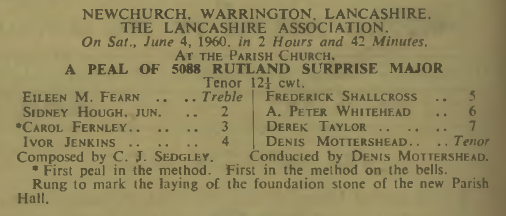 NEWCHURCH, WARRINGTON, LANCASHIRE.
THE LANCASHIRE ASSOCIATION.
On Sat., June 4, 1960, in 2 Hours and 42 Minutes,
AT THE PARISH CHURCH,
A PEAL OF 5088 RUTLAND SURPRISE MAJOR
Tenor 12½ cwt.
EILEEN M. FEARN .. .. Treble | FREDERICK SHALLCROSS .. 5
SIDNEY HOUGH, JUN. .. 2 | A. PETER WHITEHEAD .. 6
*CAROL FERNLEY.. .. .. 3 | DEREK TAYLOR .. .. .. 7
IVOR JENKINS .. .. .. 4 | DENIS MOTTERSHEAD.. .. Tenor
Composed by C. J. SEDGLEY. Conducted by DENIS MOTTERSHEAD.
* First peal in the method. First in the method on the bells.
Rung to mark the laying of the foundation stone of the new Parish
Hall.